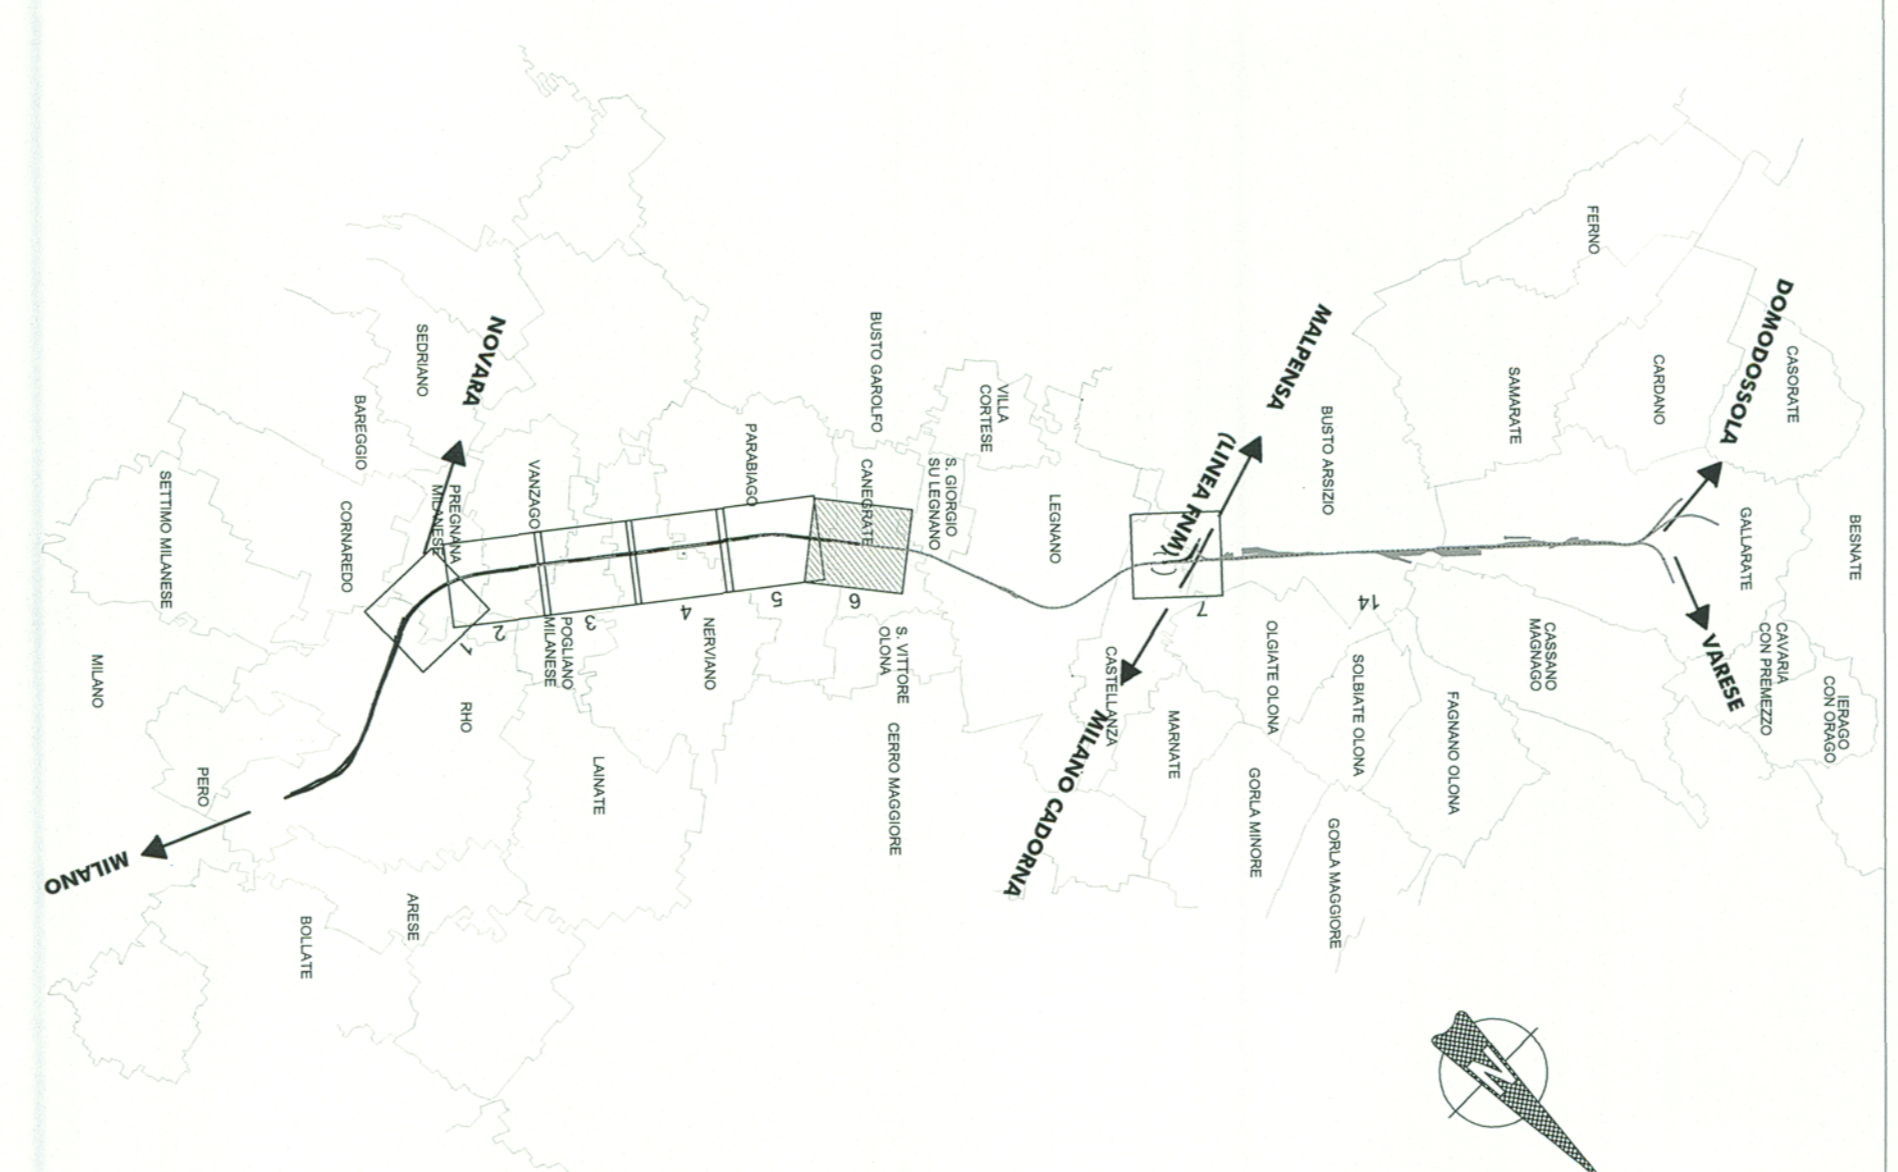 FERNO
DOMODOSSOLA
CASORATE
CARDANO
SAMARATE
MALPENSA
(LINEA FNM)
BUSTO ARSIZIO
BUSTO GAROLFO
VILLA
CORTESE
NOVARA
SEDRIANO
BAREGGIO
SETTIMO MILANESE
CORNAREDO
PREGNANA
MILANESE
VANZAGO
PARABIAGO
CANEGRATE
S. GIORGIO
SU LEGNANO
LEGNANO
GALLARATE
BESNATE
1
2
3
4
5
6
7
14
POGLIANO
MILANESE
NERVIANO
S. VITTORE
OLONA
CASTELLANZA
OLGIATE OLONA
SOLBIATE OLONA
CASSANO
MAGNAGO
VARESE
CAVARIA
CON PREMEZZO
IERAGO
CON ORAGO
MILANO
RHO
PERO
LAINATE
CERRO MAGGIORE
MILANO CADORNA
MARNATE
GORLA MINORE
GORLA MAGGIORE
FAGNANO OLONA
MILANO
ARESE
BOLLATE
N